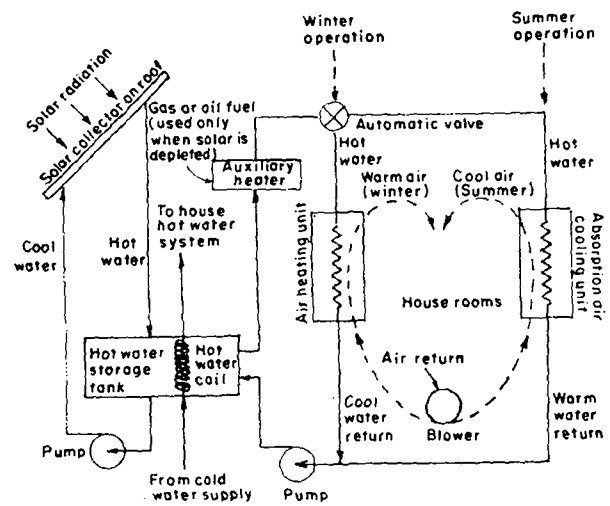 Winter
operation
Summer
operation
Solar radiation
Solar collector on roof
Gas or oil fuel
(used only
when solar is
depleted)
Auxiliary
heater
Automatic valve
Hot
water
Hot
water
Warm air
(winter)
Cool air
(Summer)
To house
hot water
system
Cool
water
Hot
water
Air heating unit
House rooms
Absorption air
cooling unit
Hot water
storage
tank
Hot
water
coil
Air return
Cool
water
return
Blower
Warm
water
return
Pump
From cold
water supply
Pump